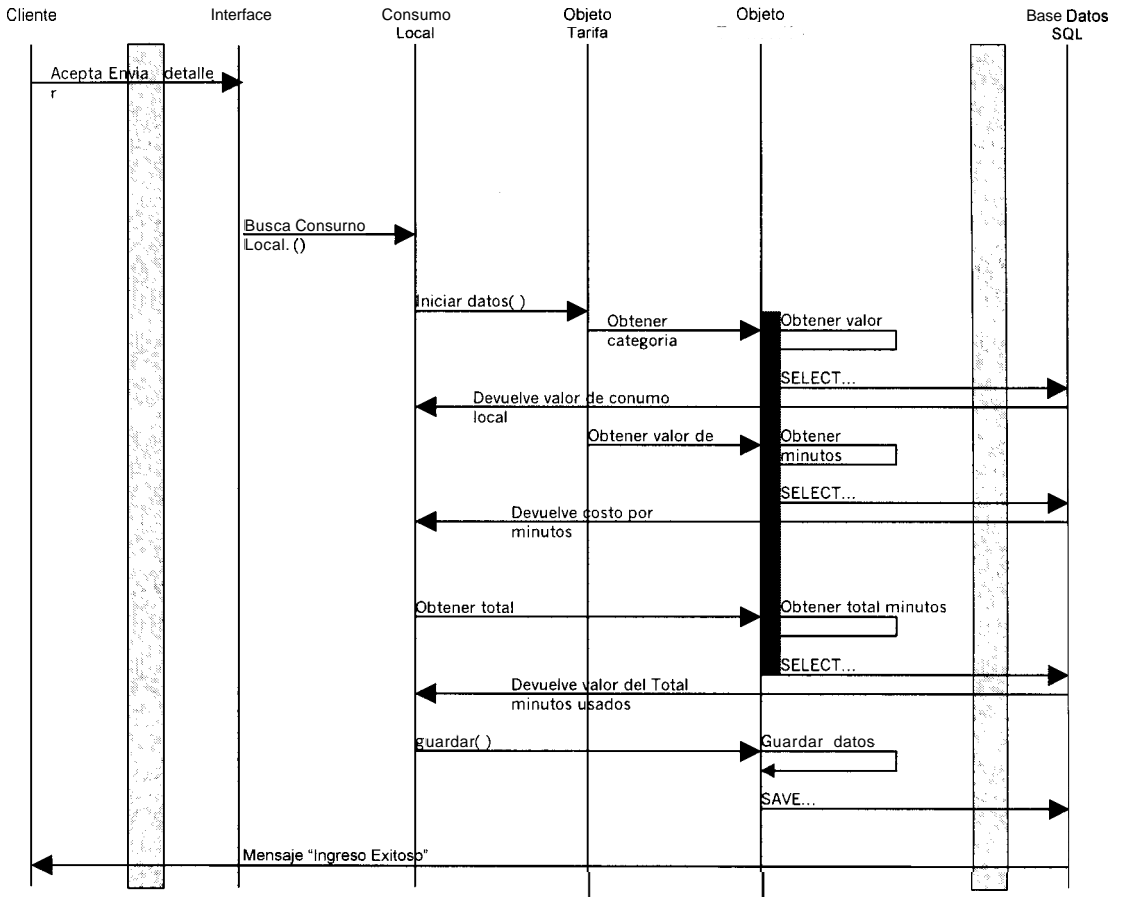 Cliente
Interface
Consumo
Local
Objeto
Tarifa
Objeto
Base Datos
SQL
Acepta Envia detalle
r
Busca Consurno
Local. ()
Iniciar datos( )
Obtener
categoria
Obtener valor
SELECT...
Devuelve valor de conumo
local
Obtener valor de
Obtener
minutos
SELECT...
Devuelve costo por
minutos
Obtener total
Obtener total minutos
SELECT...
Devuelve valor del Total
minutos usados
guardar( )
Guardar datos
SAVE...
Mensaje “Ingreso Exitoso”